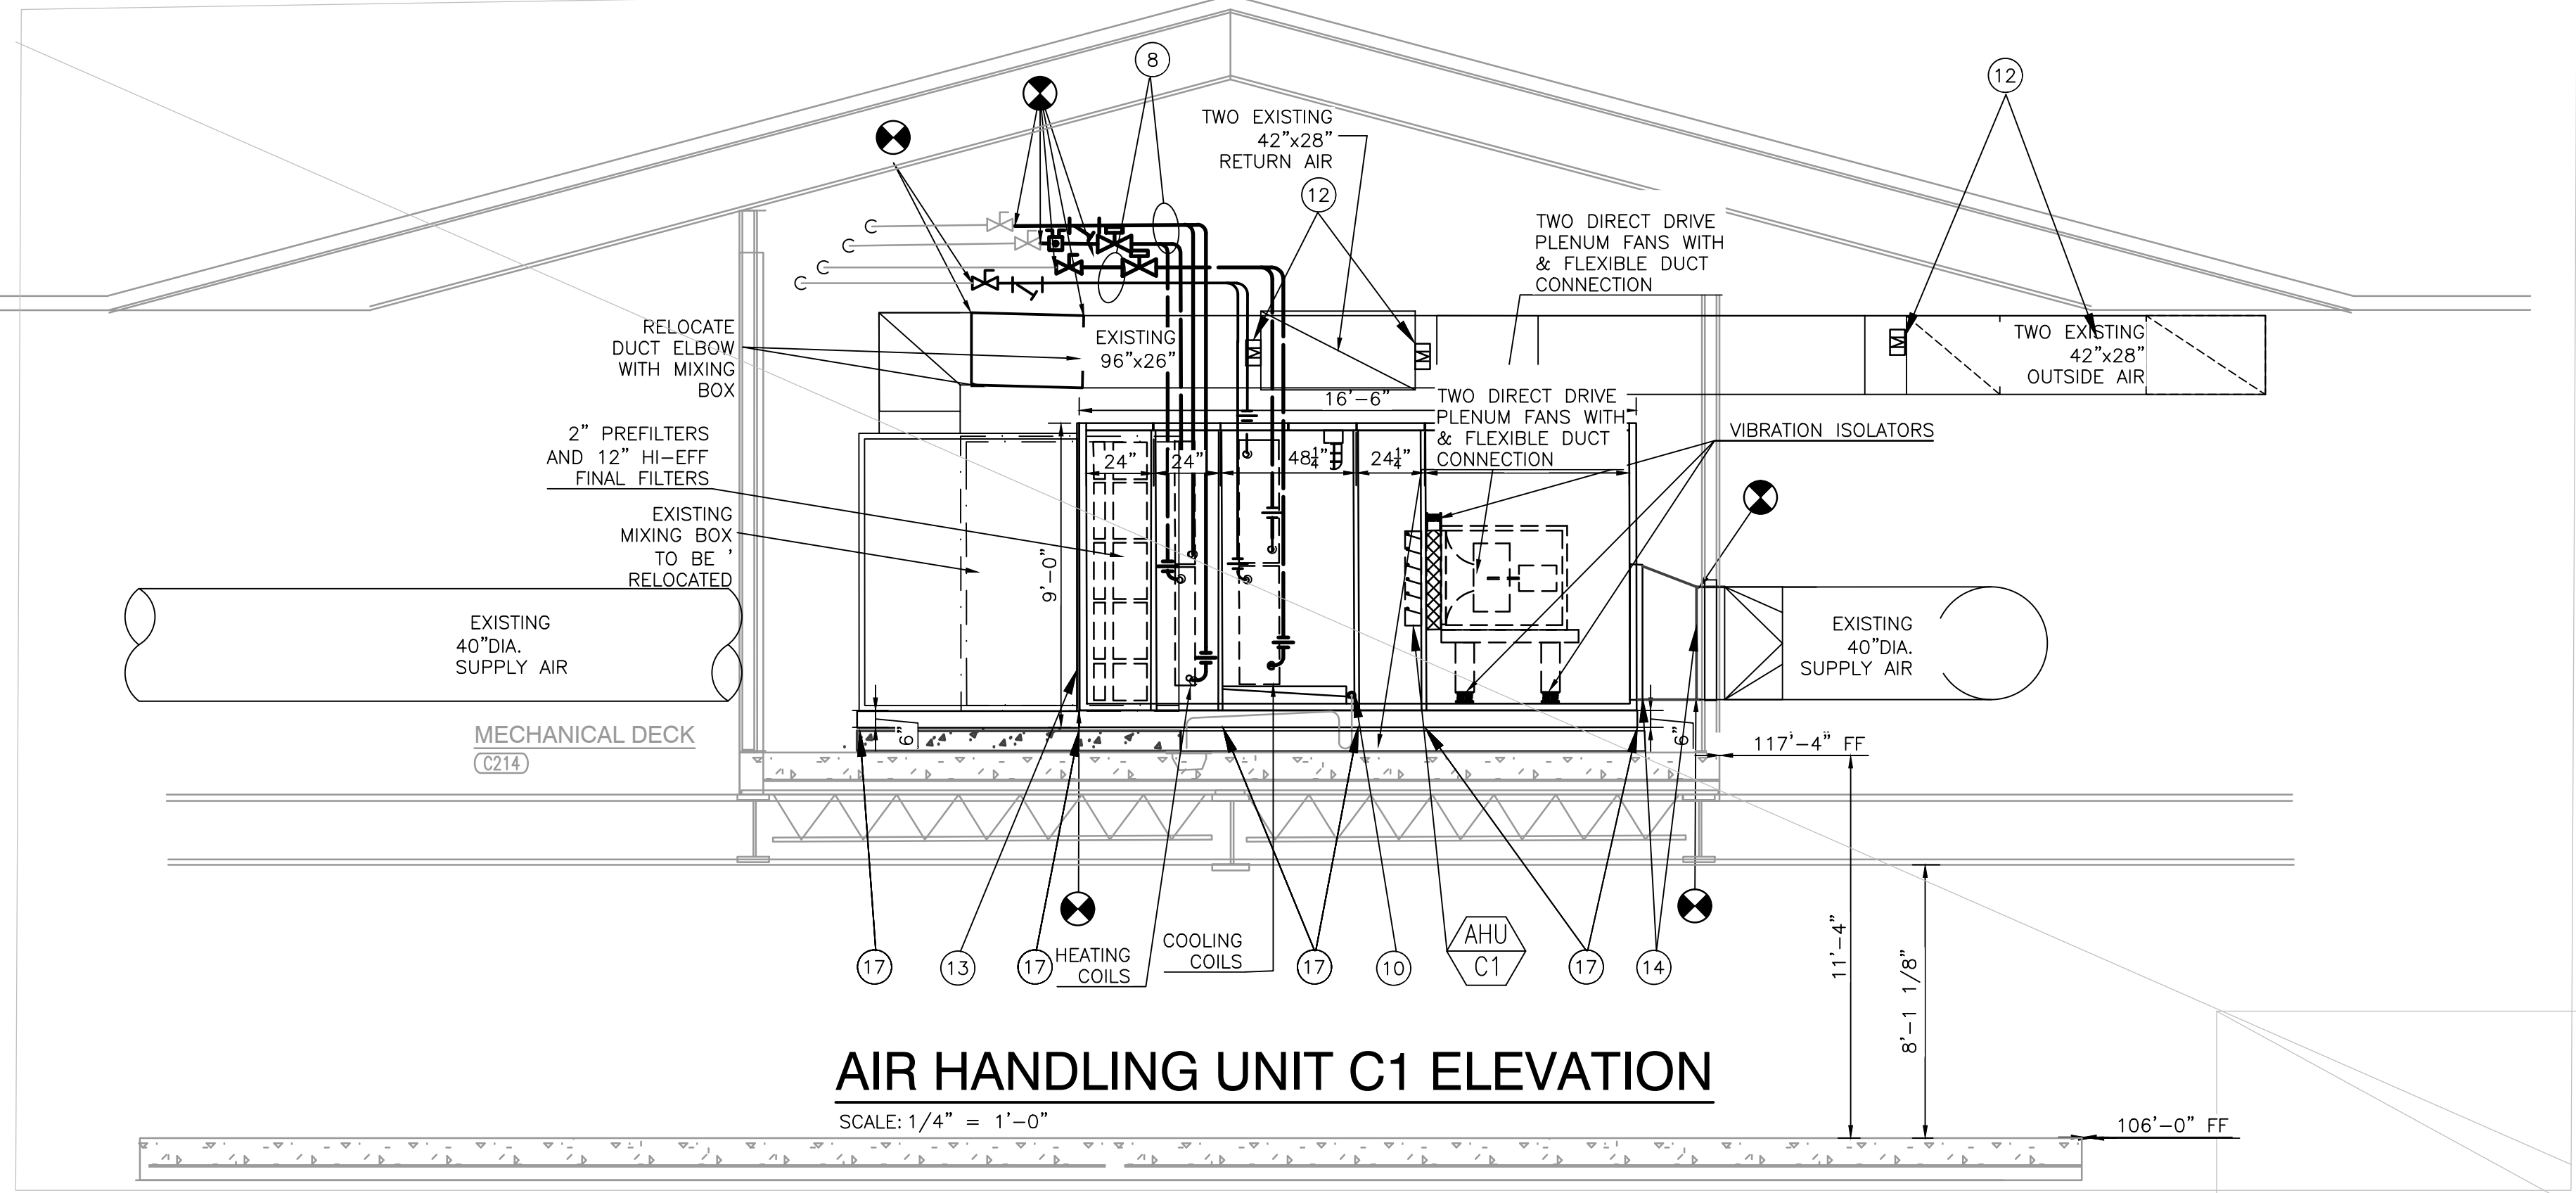 8
12
TWO EXISTING
42"x28"
RETURN AIR
12
TWO DIRECT DRIVE
PLENUM FANS WITH
& FLEXIBLE DUCT
CONNECTION
C
C
C
C
RELOCATE
DUCT ELBOW
WITH MIXING
BOX
EXISTING
96"x26"
M
M
M
TWO EXISTING
42"x28"
OUTSIDE AIR
16'-6"
TWO DIRECT DRIVE
PLENUM FANS WITH
& FLEXIBLE DUCT
CONNECTION
VIBRATION ISOLATORS
2" PREFILTERS
AND 12" HI-EFF
FINAL FILTERS
24"
24"
48¼"
24¼"
EXISTING
MIXING BOX
TO BE '
RELOCATED
9'-0"
EXISTING
40"DIA.
SUPPLY AIR
EXISTING
40"DIA.
SUPPLY AIR
MECHANICAL DECK
C214
6"
6"
117'-4" FF
17
13
17
HEATING
COILS
COOLING
COILS
17
10
AHU
C1
17
14
11'-4"
8'-1 1/8"
AIR HANDLING UNIT C1 ELEVATION
SCALE: 1/4" = 1'-0"
106'-0" FF